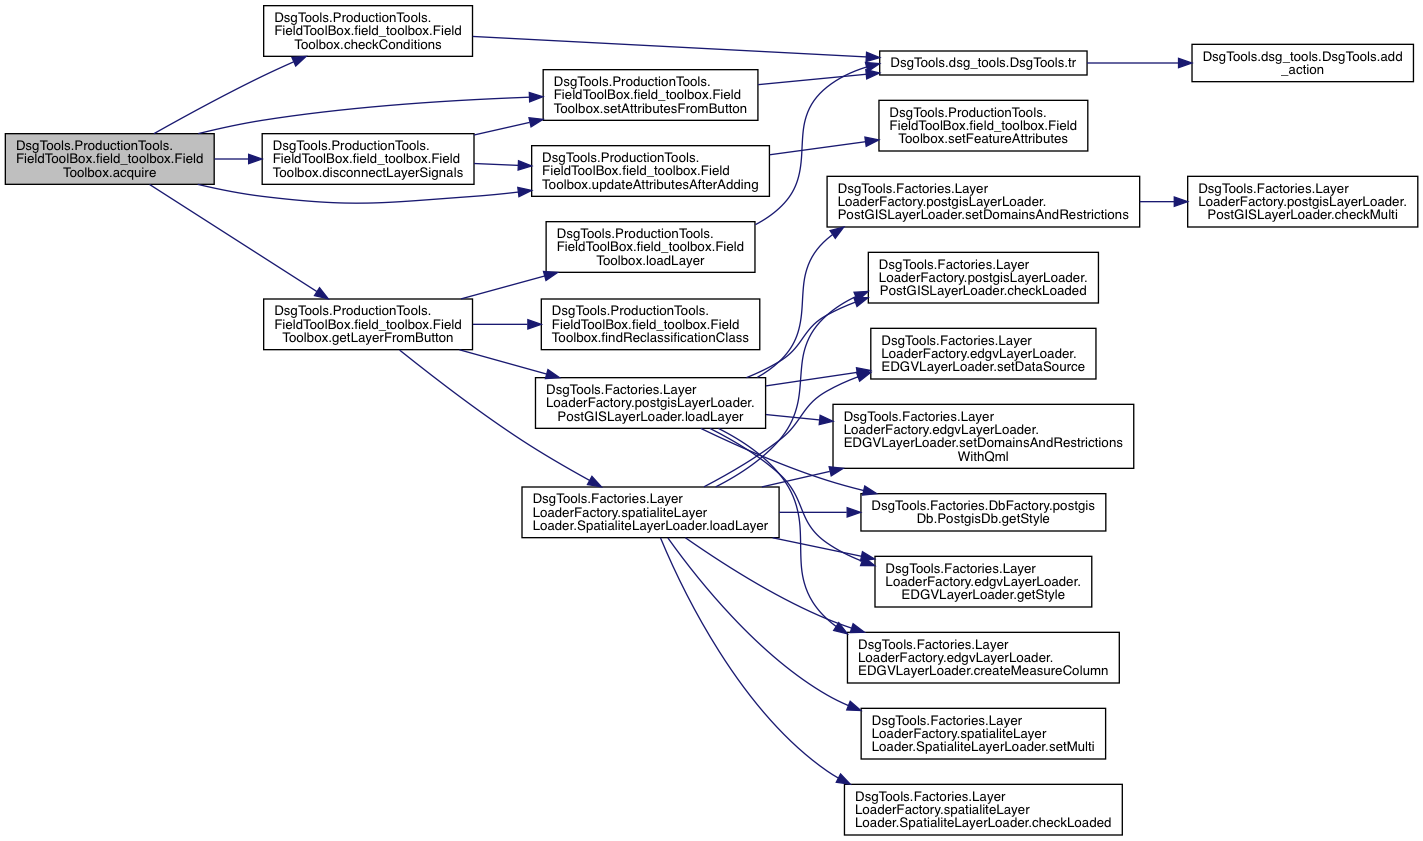 DsgTools.ProductionTools.
FieldToolBox.field_toolbox.Field
Toolbox.acquire
DsgTools.ProductionTools.
FieldToolBox.field_toolbox.Field
Toolbox.checkConditions
DsgTools.ProductionTools.
FieldToolBox.field_toolbox.Field
Toolbox.disconnectLayerSignals
DsgTools.ProductionTools.
FieldToolBox.field_toolbox.Field
Toolbox.getLayerFromButton
DsgTools.ProductionTools.
FieldToolBox.field_toolbox.Field
Toolbox.setAttributesFromButton
DsgTools.ProductionTools.
FieldToolBox.field_toolbox.Field
Toolbox.updateAttributesAfterAdding
DsgTools.ProductionTools.
FieldToolBox.field_toolbox.Field
Toolbox.loadLayer
DsgTools.ProductionTools.
FieldToolBox.field_toolbox.Field
Toolbox.findReclassificationClass
DsgTools.Factories.Layer
LoaderFactory.postgisLayerLoader.
PostGISLayerLoader.loadLayer
DsgTools.Factories.Layer
LoaderFactory.spatialiteLayer
Loader.SpatialiteLayerLoader.loadLayer
DsgTools.dsg_tools.DsgTools.tr
DsgTools.ProductionTools.
FieldToolBox.field_toolbox.Field
Toolbox.setFeatureAttributes
DsgTools.Factories.Layer
LoaderFactory.postgisLayerLoader.
PostGISLayerLoader.setDomainsAndRestrictions
DsgTools.Factories.Layer
LoaderFactory.postgisLayerLoader.
PostGISLayerLoader.checkLoaded
DsgTools.Factories.Layer
LoaderFactory.edgvLayerLoader.
EDGVLayerLoader.setDataSource
DsgTools.Factories.Layer
LoaderFactory.edgvLayerLoader.
EDGVLayerLoader.setDomainsAndRestrictions
WithQml
DsgTools.Factories.DbFactory.postgis
Db.PostgisDb.getStyle
DsgTools.Factories.Layer
LoaderFactory.edgvLayerLoader.
EDGVLayerLoader.getStyle
DsgTools.Factories.Layer
LoaderFactory.edgvLayerLoader.
EDGVLayerLoader.createMeasureColumn
DsgTools.Factories.Layer
LoaderFactory.spatialiteLayer
Loader.SpatialiteLayerLoader.setMulti
DsgTools.Factories.Layer
LoaderFactory.spatialiteLayer
Loader.SpatialiteLayerLoader.checkLoaded
DsgTools.dsg_tools.DsgTools.add
_action
DsgTools.Factories.Layer
LoaderFactory.postgisLayerLoader.
PostGISLayerLoader.checkMulti